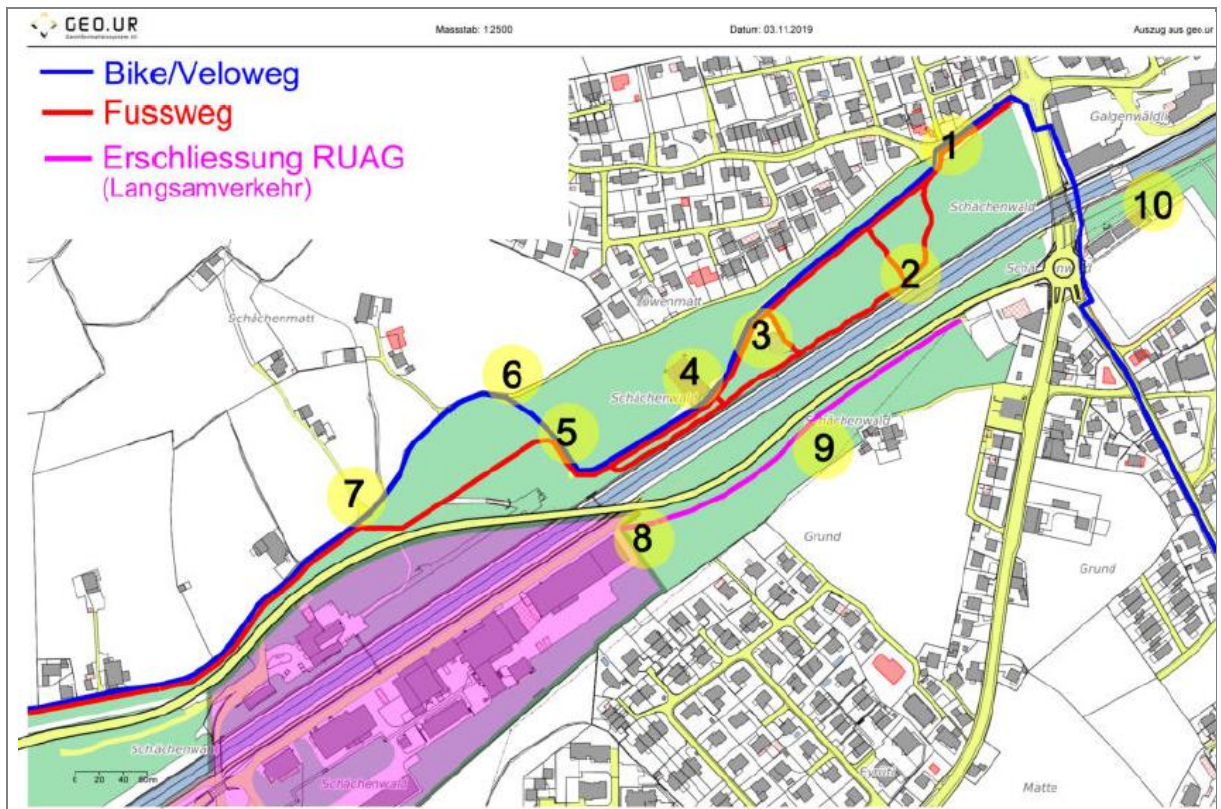 GEO.UR
Massstab: 1:2500
Datum: 03.11.2019
Auszug aus geo.ur
Bike/Veloweg
Fussweg
Erschliessung RUAG
(Langsamverkehr)
Galgenwäldli
1
Schächenwald
10
2
Schächenwald
Löwenmatt
Schächenmatt
3
4
6
Schächenwald
5
Schächenwald
9
7
8
Grund
Grund
Schächenwald
Schächenwald
Matte
0 20 40 60m